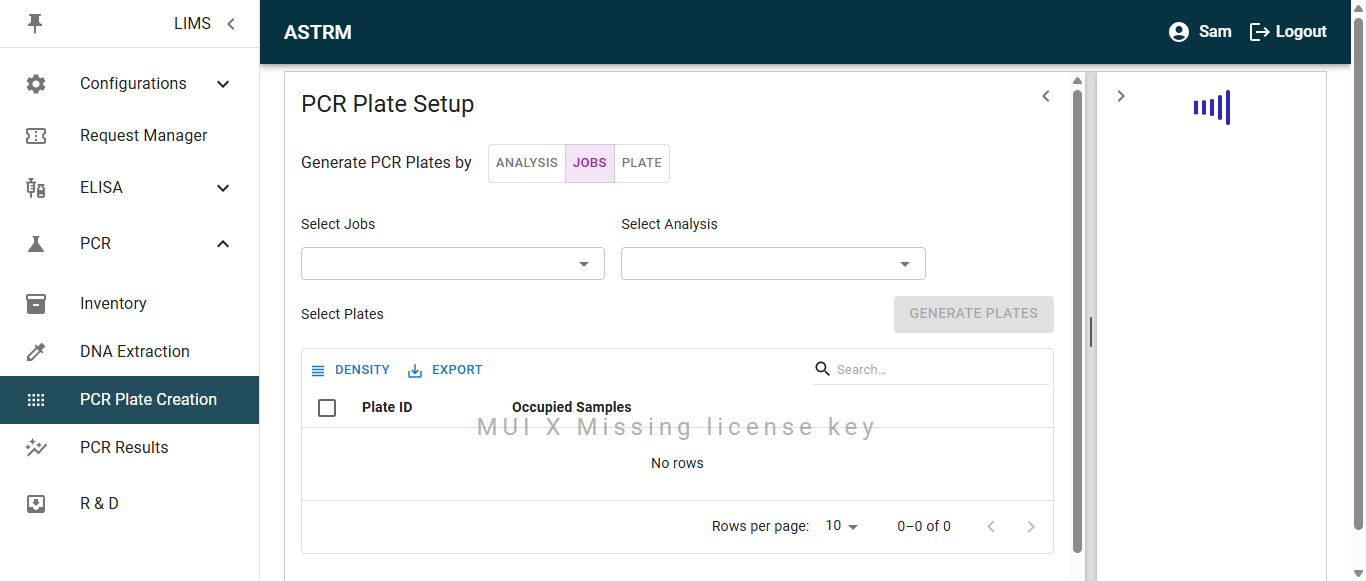 LIMS
ASTRM
Sam
Logout
Configurations
Request Manager
ELISA
PCR
Inventory
DNA Extraction
PCR Plate Creation
PCR Results
R & D
PCR Plate Setup
Generate PCR Plates by
ANALYSIS
JOBS
PLATE
Select Jobs
Select Analysis
Select Plates
GENERATE PLATES
DENSITY
EXPORT
Search...
Plate ID
Occupied Samples
MUI X Missing license key
No rows
Rows per page:
10
0–0 of 0